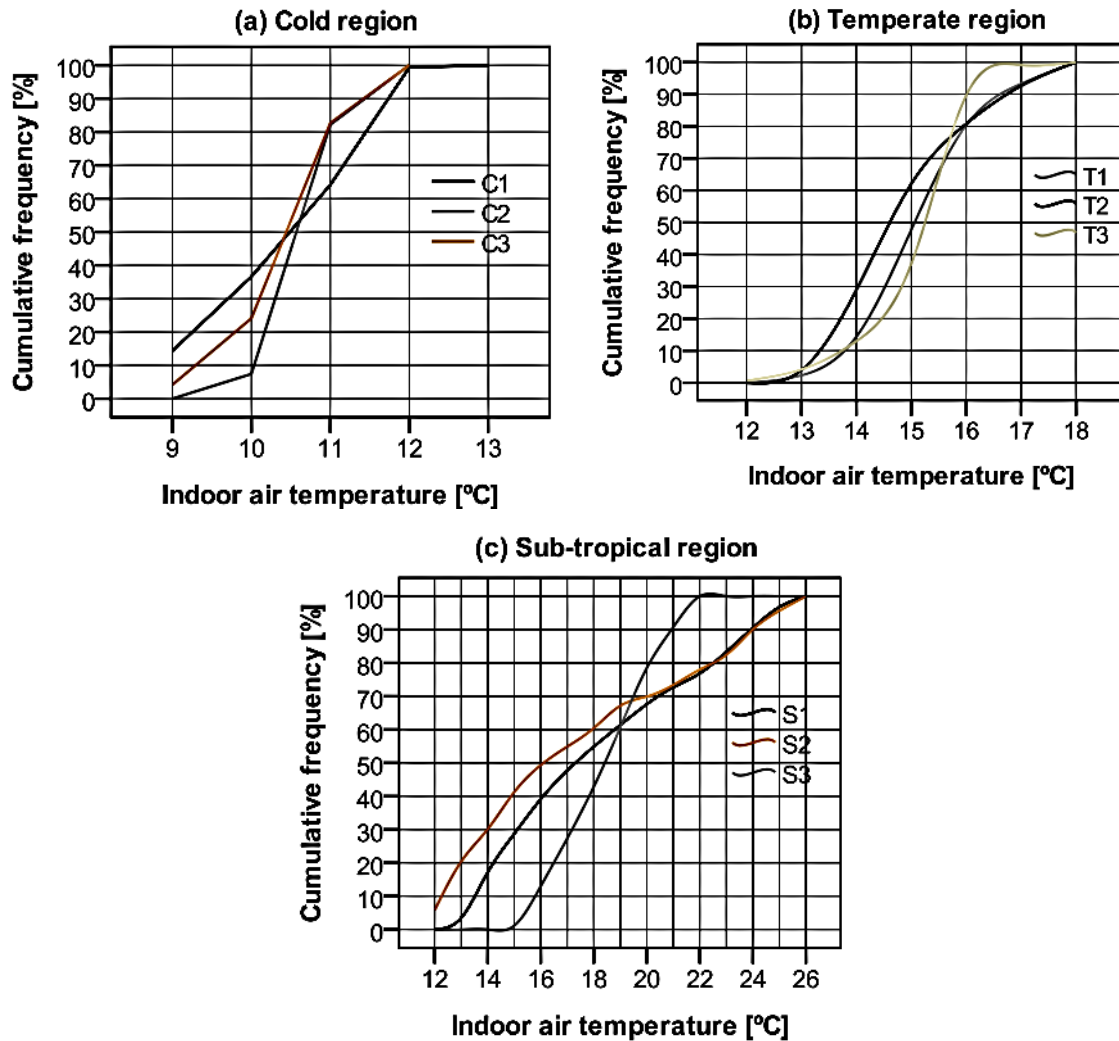 (a) Cold region
Cumulative frequency [%]
100
90
80
70
60
50
40
30
20
10
0
C1
C2
C3
9 10 11 12 13
Indoor air temperature [ºC]
(b) Temperate region
Cumulative frequency [%]
100
90
80
70
60
50
40
30
20
10
0
T1
T2
T3
12 13 14 15 16 17 18
Indoor air temperature [ºC]
(c) Sub-tropical region
Cumulative frequency [%]
100
90
80
70
60
50
40
30
20
10
0
S1
S2
S3
12 14 16 18 20 22 24 26
Indoor air temperature [ºC]